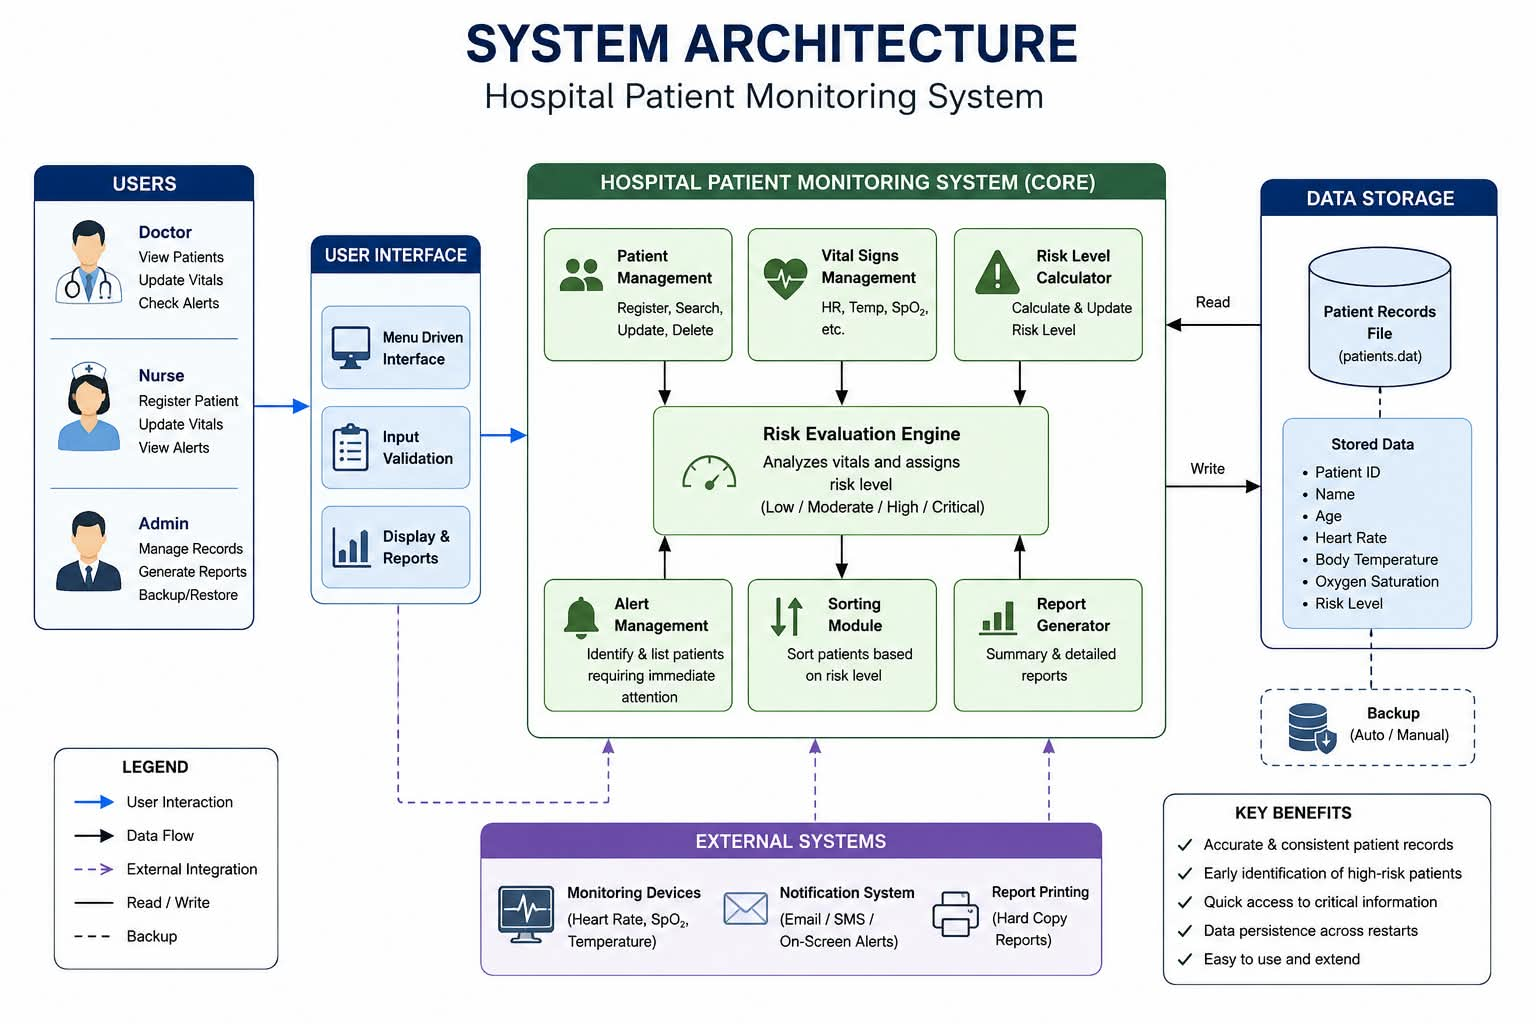 SYSTEM ARCHITECTURE
Hospital Patient Monitoring System
USERS
Doctor
View Patients
Update Vitals
Check Alerts
Nurse
Register Patient
Update Vitals
View Alerts
Admin
Manage Records
Generate Reports
Backup/Restore
USER INTERFACE
Menu Driven
Interface
Input
Validation
Display &
Reports
HOSPITAL PATIENT MONITORING SYSTEM (CORE)
Patient
Management
Register, Search,
Update, Delete
Vital Signs
Management
HR, Temp, SpO₂,
etc.
Risk Level
Calculator
Calculate & Update
Risk Level
Risk Evaluation Engine
Analyzes vitals and assigns
risk level
(Low / Moderate / High / Critical)
Alert
Management
Identify & list patients
requiring immediate
attention
Sorting
Module
Sort patients based
on risk level
Report
Generator
Summary & detailed
reports
Read
Write
DATA STORAGE
Patient Records
File
(patients.dat)
Stored Data
• Patient ID
• Name
• Age
• Heart Rate
• Body Temperature
• Oxygen Saturation
• Risk Level
Backup
(Auto / Manual)
LEGEND
User Interaction
Data Flow
External Integration
Read / Write
Backup
EXTERNAL SYSTEMS
Monitoring Devices
(Heart Rate, SpO₂,
Temperature)
Notification System
(Email / SMS /
On-Screen Alerts)
Report Printing
(Hard Copy
Reports)
KEY BENEFITS
✓ Accurate & consistent patient records
✓ Early identification of high-risk patients
✓ Quick access to critical information
✓ Data persistence across restarts
✓ Easy to use and extend